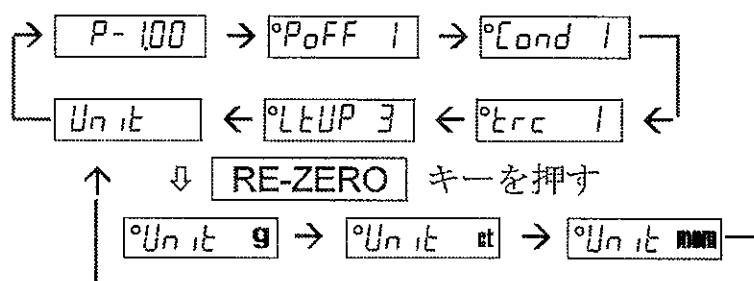 P-1.00 → °PoFF 1 → °Cond 1
Unit ← °LtUP 3 ← °trc 1
⇩ RE-ZERO キーを押す
°Unit g → °Unit ct → °Unit mom